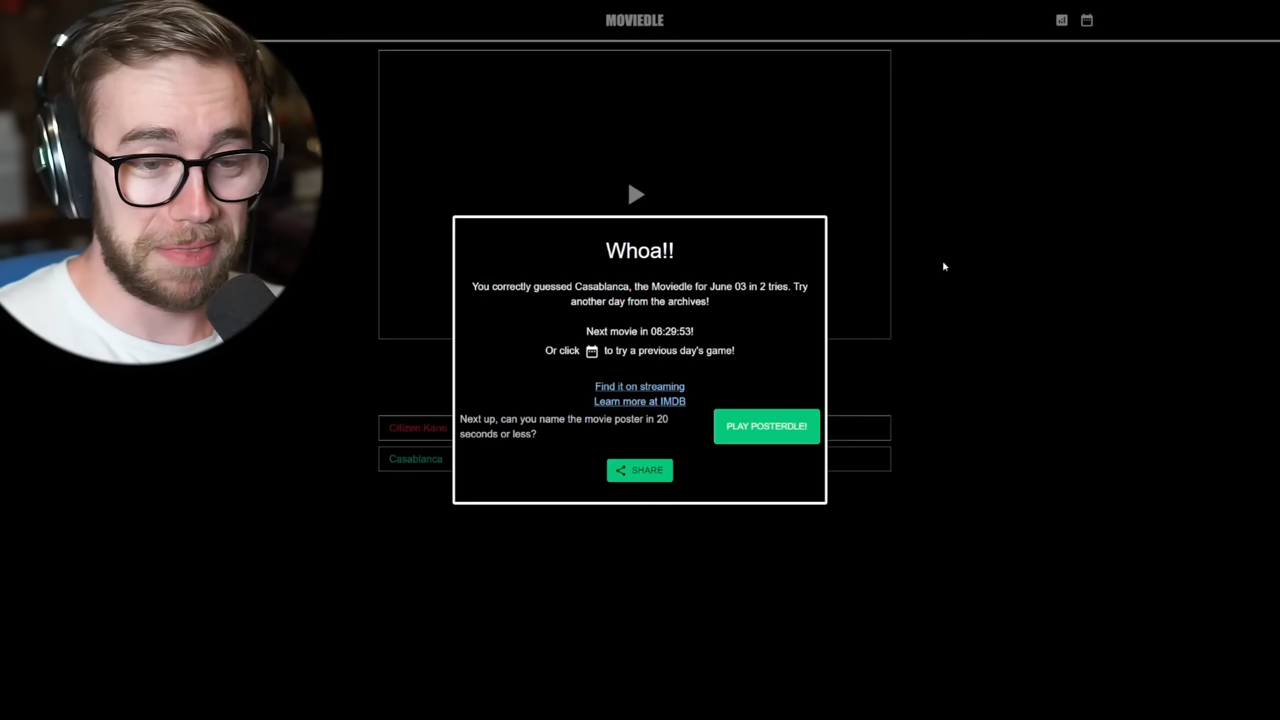 MOVIEDLE
Whoa!!
You correctly guessed Casablanca, the Moviedle for June 03 in 2 tries. Try
another day from the archives!
Next movie in 08:29:53!
Or click to try a previous day's game!
Find it on streaming
Learn more at IMDB
Next up, can you name the movie poster in 20
seconds or less?
PLAY POSTERDLE!
Citizen Kane
Casablanca
SHARE